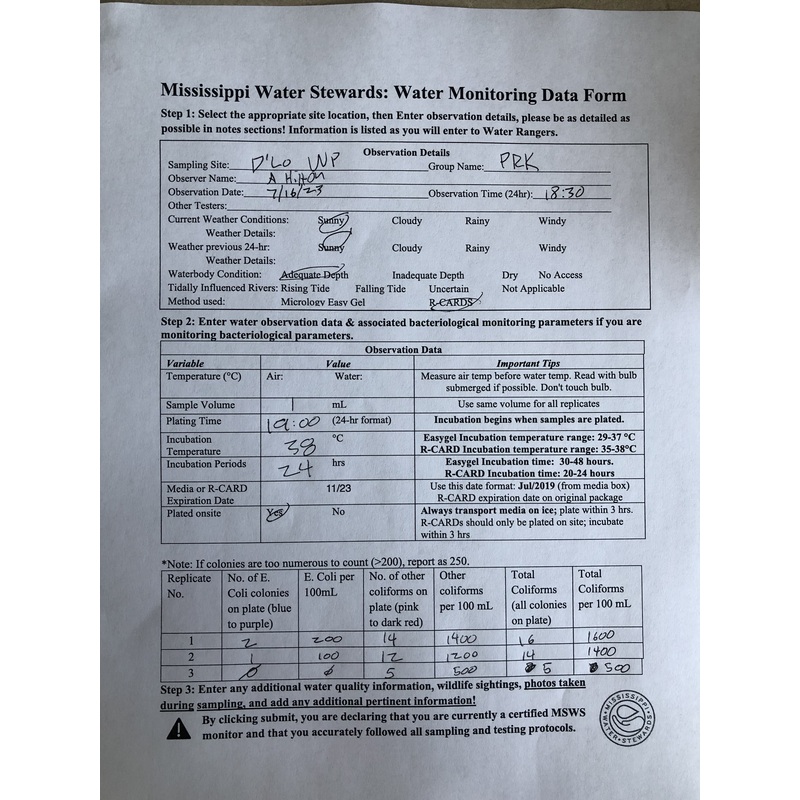 Mississippi Water Stewards: Water Monitoring Data Form
Step 1: Select the appropriate site location, then Enter observation details, please be as detailed as
possible in notes sections! Information is listed as you will enter to Water Rangers.
Observation Details
Sampling Site: D'Lo WP Group Name: PRK
Observer Name: A Hilton
Observation Date: 7/16/23 Observation Time (24hr): 18:30
Other Testers:
Current Weather Conditions: Sunny Cloudy Rainy Windy
Weather Details:
Weather previous 24-hr: Sunny Cloudy Rainy Windy
Weather Details:
Waterbody Condition: Adequate Depth Inadequate Depth Dry No Access
Tidally Influenced Rivers: Rising Tide Falling Tide Uncertain Not Applicable
Method used: Micrology Easy Gel R-CARDS
Step 2: Enter water observation data & associated bacteriological monitoring parameters if you are
monitoring bacteriological parameters.
Observation Data
Variable Value Important Tips
Temperature (°C) Air: Water: Measure air temp before water temp. Read with bulb
submerged if possible. Don't touch bulb.
Sample Volume 1 mL Use same volume for all replicates
Plating Time 19:00 (24-hr format) Incubation begins when samples are plated.
Incubation
Temperature 38 °C Easygel Incubation temperature range: 29-37 °C
R-CARD Incubation temperature range: 35-38°C
Incubation Periods 24 hrs Easygel Incubation time: 30-48 hours.
R-CARD Incubation time: 20-24 hours
Media or R-CARD
Expiration Date 11/23 Use this date format: Jul/2019 (from media box)
R-CARD expiration date on original package
Plated onsite Yes No Always transport media on ice; plate within 3 hrs.
R-CARDs should only be plated on site; incubate
within 3 hrs
*Note: If colonies are too numerous to count (>200), report as 250.
Replicate
No.
No. of E.
Coli colonies
on plate (blue
to purple)
E. Coli per
100mL
No. of other
coliforms on
plate (pink
to dark red)
Other
coliforms
per 100 mL
Total
Coliforms
(all colonies
on plate)
Total
Coliforms
per 100 mL
1 2 200 14 1400 16 1600
2 1 100 12 1200 14 1400
3 0 0 5 500 5 500
Step 3: Enter any additional water quality information, wildlife sightings, photos taken
during sampling, and add any additional pertinent information!
By clicking submit, you are declaring that you are currently a certified MSWS
monitor and that you accurately followed all sampling and testing protocols.
MISSISSIPPI
WATER STEWARDS